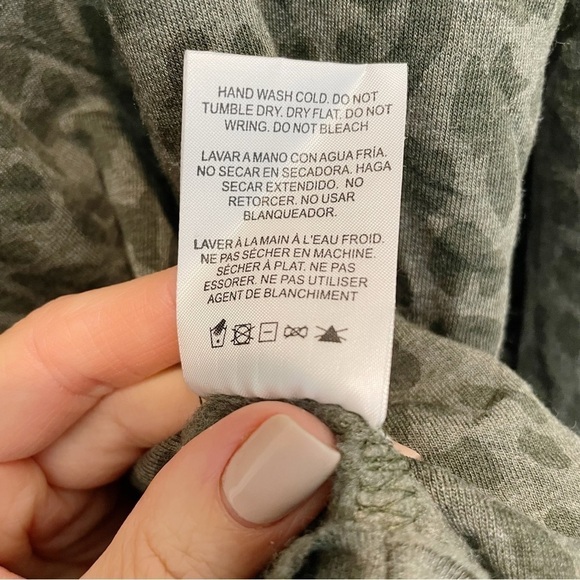 HAND WASH COLD. DO NOT
TUMBLE DRY. DRY FLAT. DO NOT
WRING. DO NOT BLEACH
LAVAR A MANO CON AGUA FRÍA.
NO SECAR EN SECADORA. HAGA
SECAR EXTENDIDO. NO
RETORCER. NO USAR
BLANQUEADOR.
LAVER À LA MAIN À L'EAU FROID.
NE PAS SÉCHER EN MACHINE.
SÉCHER À PLAT. NE PAS
ESSORER. NE PAS UTILISER
AGENT DE BLANCHIMENT